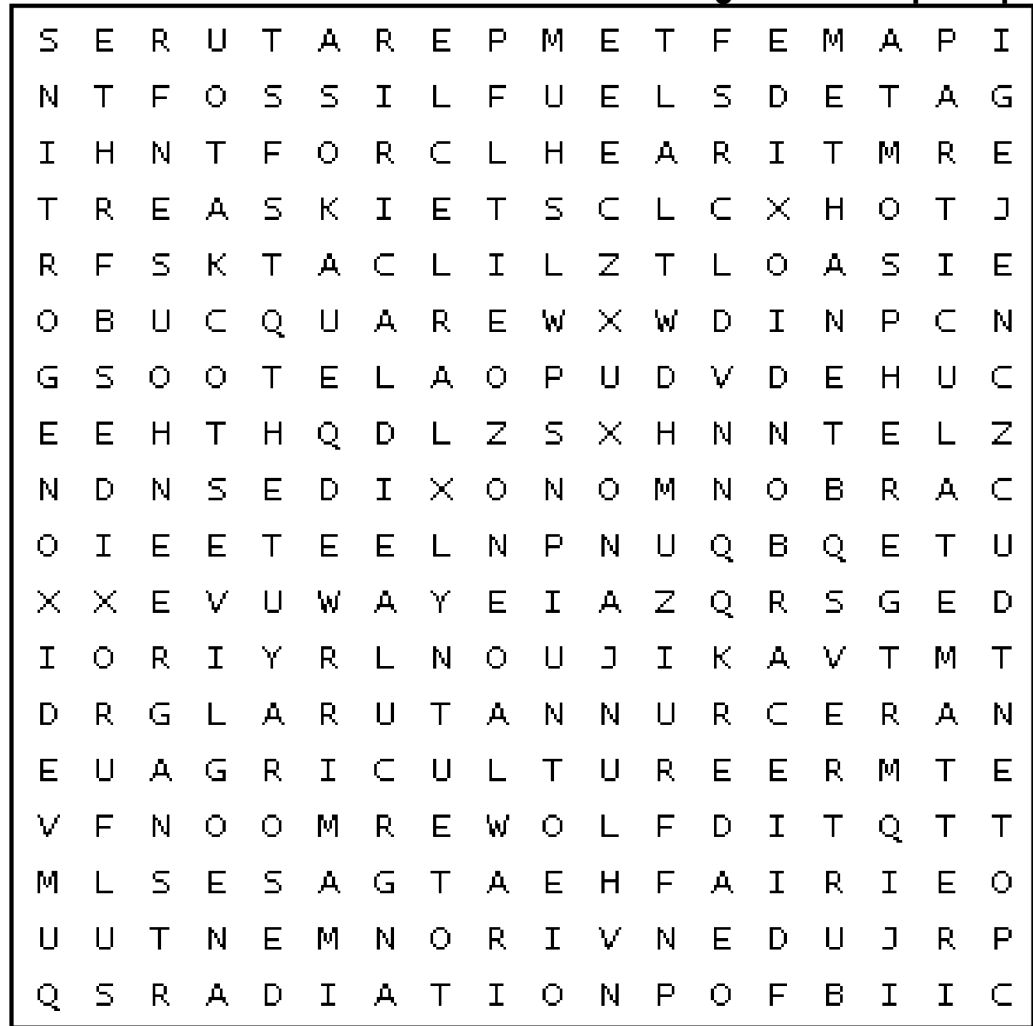 S E R U T A R E P M E T F E M A P I
N T F O S S I L F U E L S D E T A G
I H N T F O R C L H E A R I T M R E
T R E A S K I E T S C L C X H O T J
R F S K T A C L I L Z T L O A S I E
O B U C Q U A R E W X W D I N P C N
G S O O T E L A O P U D V D E H U C
E E H T H Q D L Z S X H N N T E L Z
N D N S E D I X O N O M N O B R A C
O I E E T E E L N P N U Q B Q E T U
X X E V U W A Y E I A Z Q R S G E D
I O R I Y R L N O U J I K A V T M T
D R G L A R U T A N N U R C E R A N
E U A G R I C U L T U R E E R M T E
V F N O O M R E W O L F D I T Q T T
M L S E S A G T A E H F A I R I E O
U U T N E M N O R I V N E D U J R P
Q S R A D I A T I O N P O F B I I C